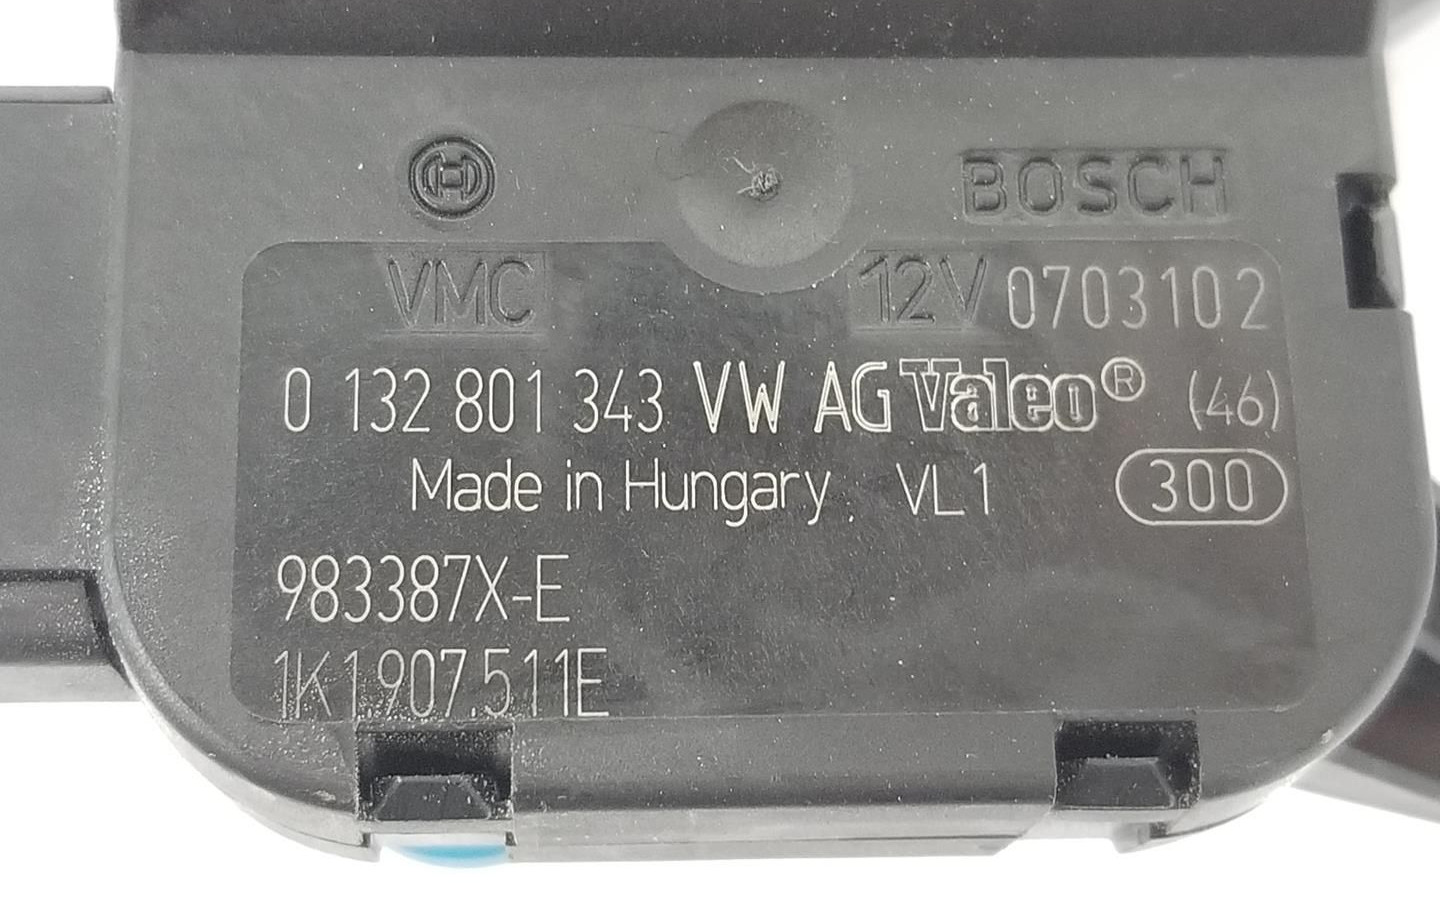 BOSCH
VMC 12V 0703102
0 132 801 343 VW AG Valeo® (46)
Made in Hungary, VL1 300
983387X-E
1K1.907.511E